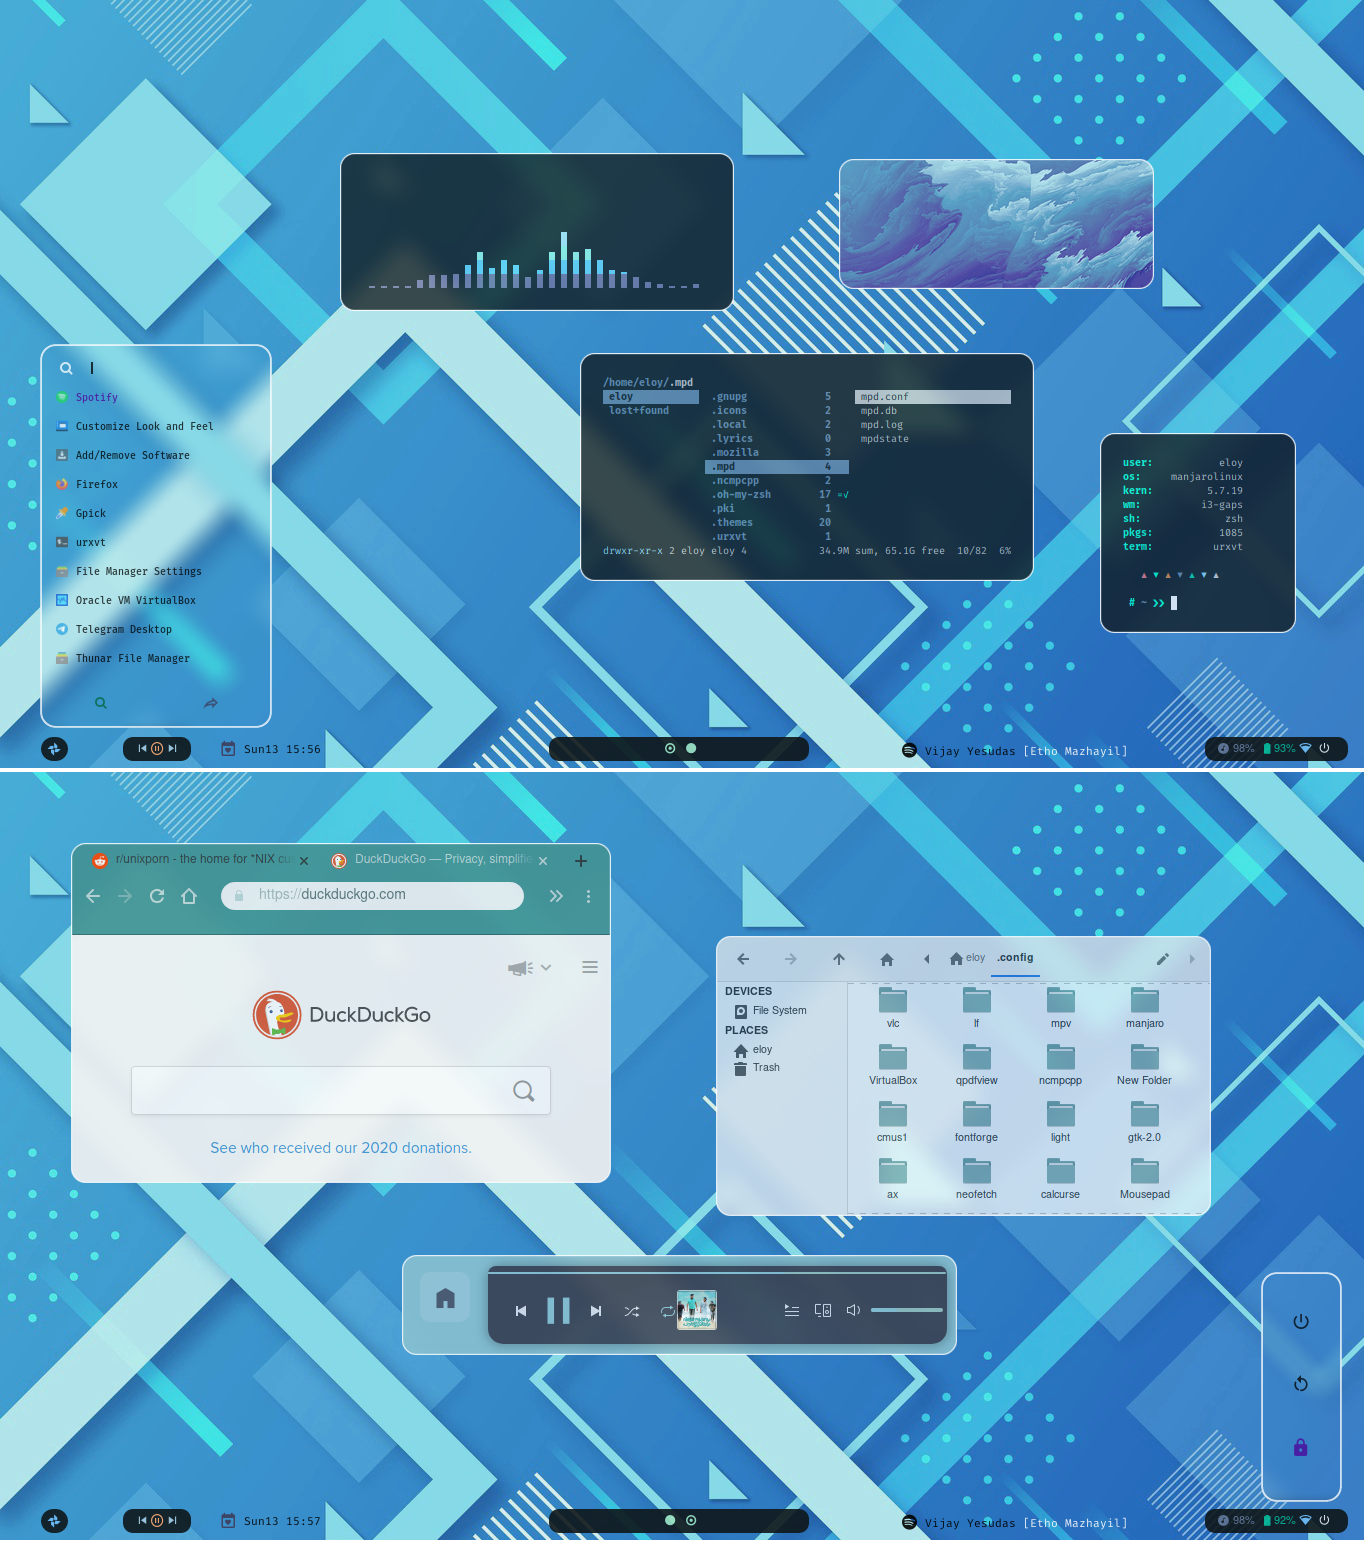 Spotify
Customize Look and Feel
Add/Remove Software
Firefox
Gpick
urxvt
File Manager Settings
Oracle VM VirtualBox
Telegram Desktop
Thunar File Manager
/home/eloy/.mpd
eloy .gnupg 5 mpd.conf
lost+found .icons 2 mpd.db
.local 2 mpd.log
.lyrics 0 mpdstate
.mozilla 3
.mpd 4
.ncmpcpp 2
.oh-my-zsh 17 =√
.pki 1
.themes 20
.urxvt 1
drwxr-xr-x 2 eloy eloy 4 34.9M sum, 65.1G free 10/82 6%
user: eloy
os: manjarolinux
kern: 5.7.19
wm: i3-gaps
sh: zsh
pkgs: 1085
term: urxvt
▲ ▼ ▲ ▼ ▲ ▼ ▲
# ~ ❯❯
Sun13 15:56
Vijay Yesudas [Etho Mazhayil]
98% 93%
r/unixporn - the home for *NIX cu
DuckDuckGo — Privacy, simplifie
https://duckduckgo.com
DuckDuckGo
See who received our 2020 donations.
eloy .config
DEVICES
File System
PLACES
eloy
Trash
vlc lf mpv manjaro
VirtualBox qpdfview ncmpcpp New Folder
cmus1 fontforge light gtk-2.0
ax neofetch calcurse Mousepad
Sun13 15:57
Vijay Yesudas [Etho Mazhayil]
98% 92%